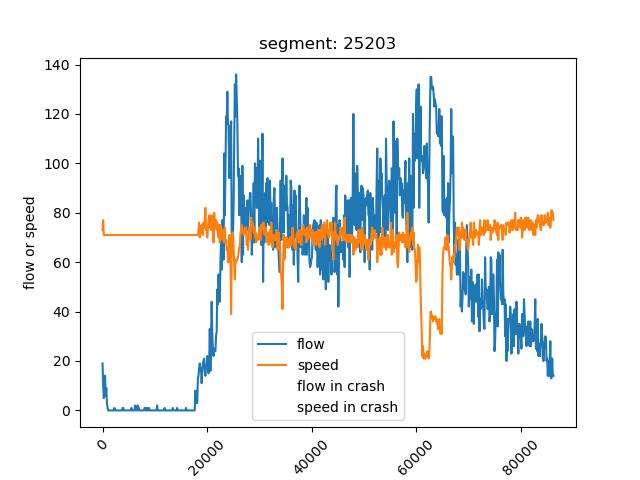 segment: 25203
140
120
100
80
60
40
20
0
flow or speed
flow
speed
flow in crash
speed in crash
0
20000
40000
60000
80000